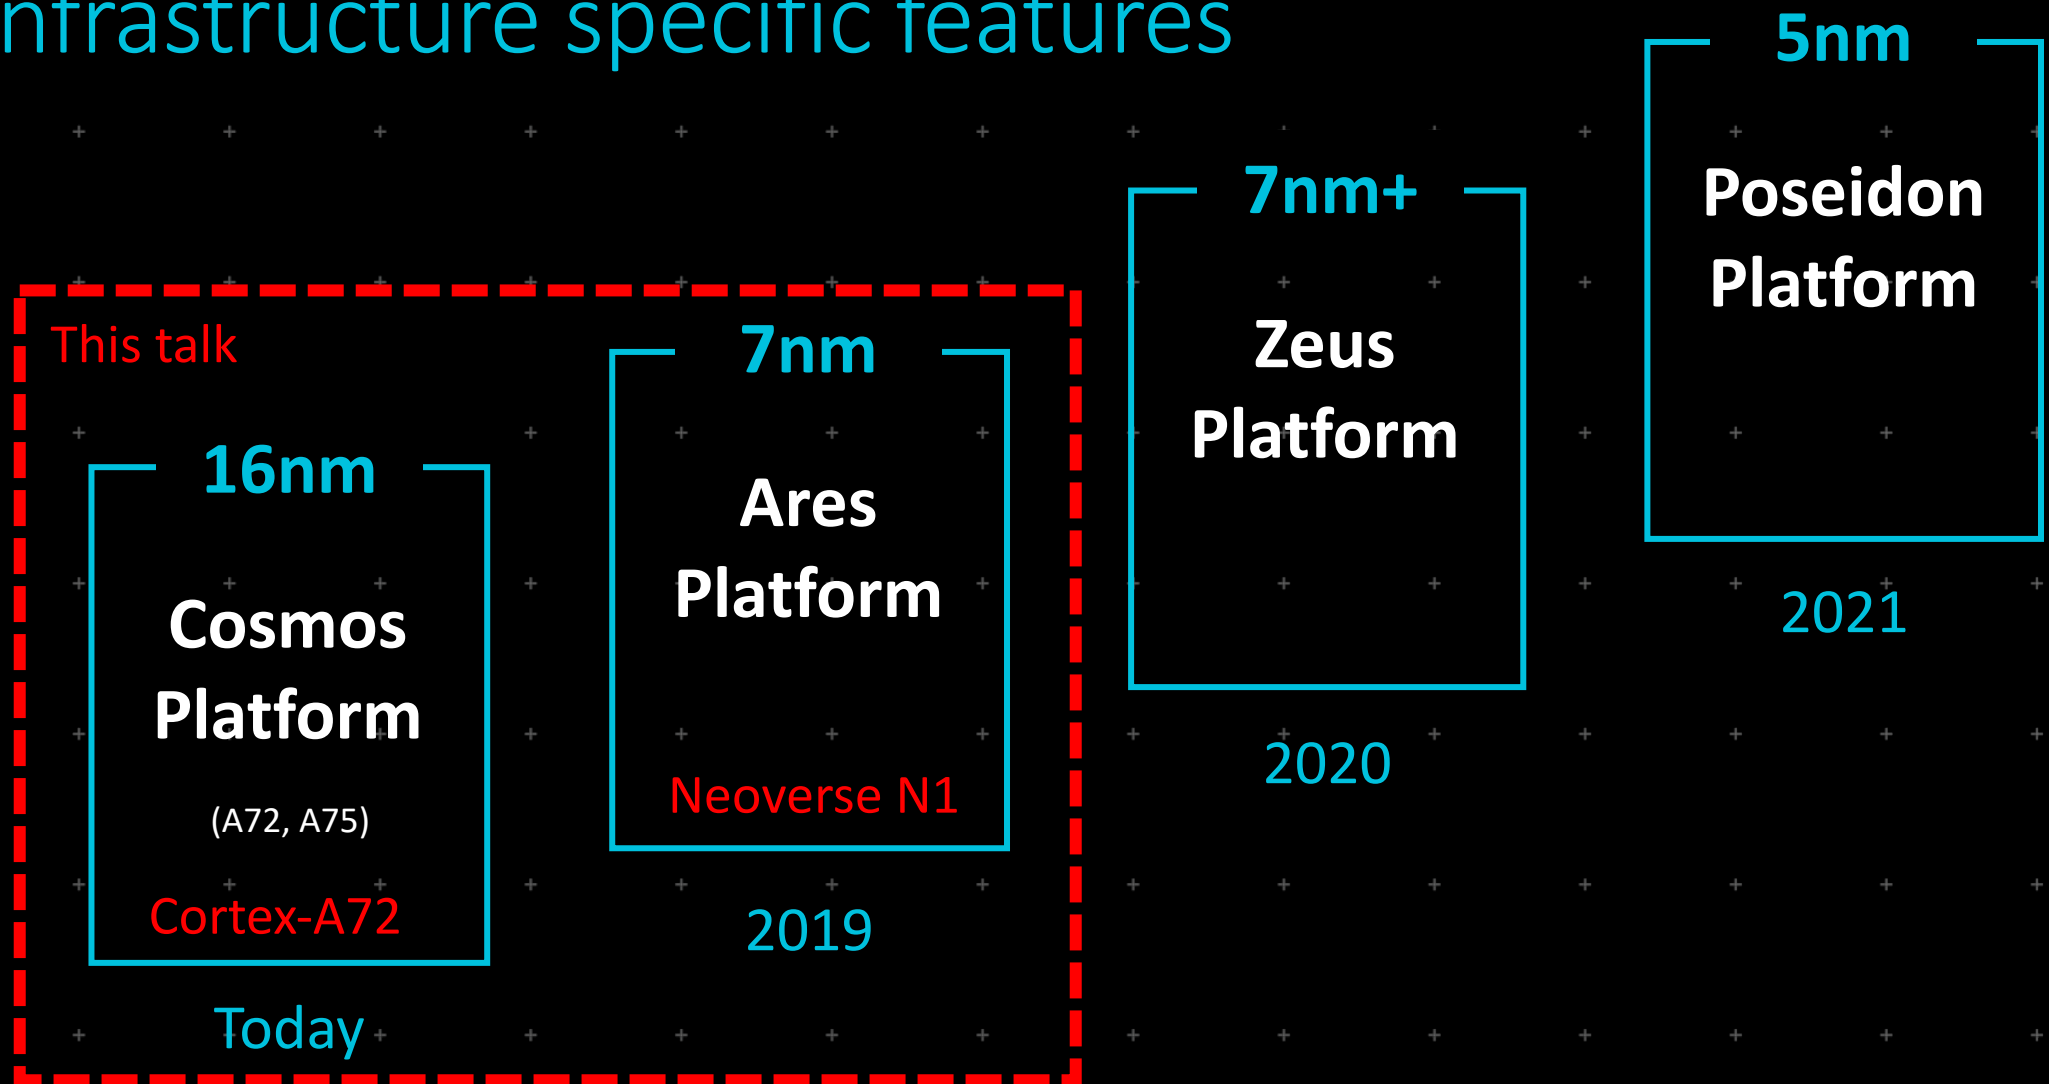 nfrastructure specific features
This talk
16nm
Cosmos
Platform
(A72, A75)
Cortex-A72
Today
7nm
Ares
Platform
Neoverse N1
2019
7nm+
Zeus
Platform
2020
5nm
Poseidon
Platform
2021